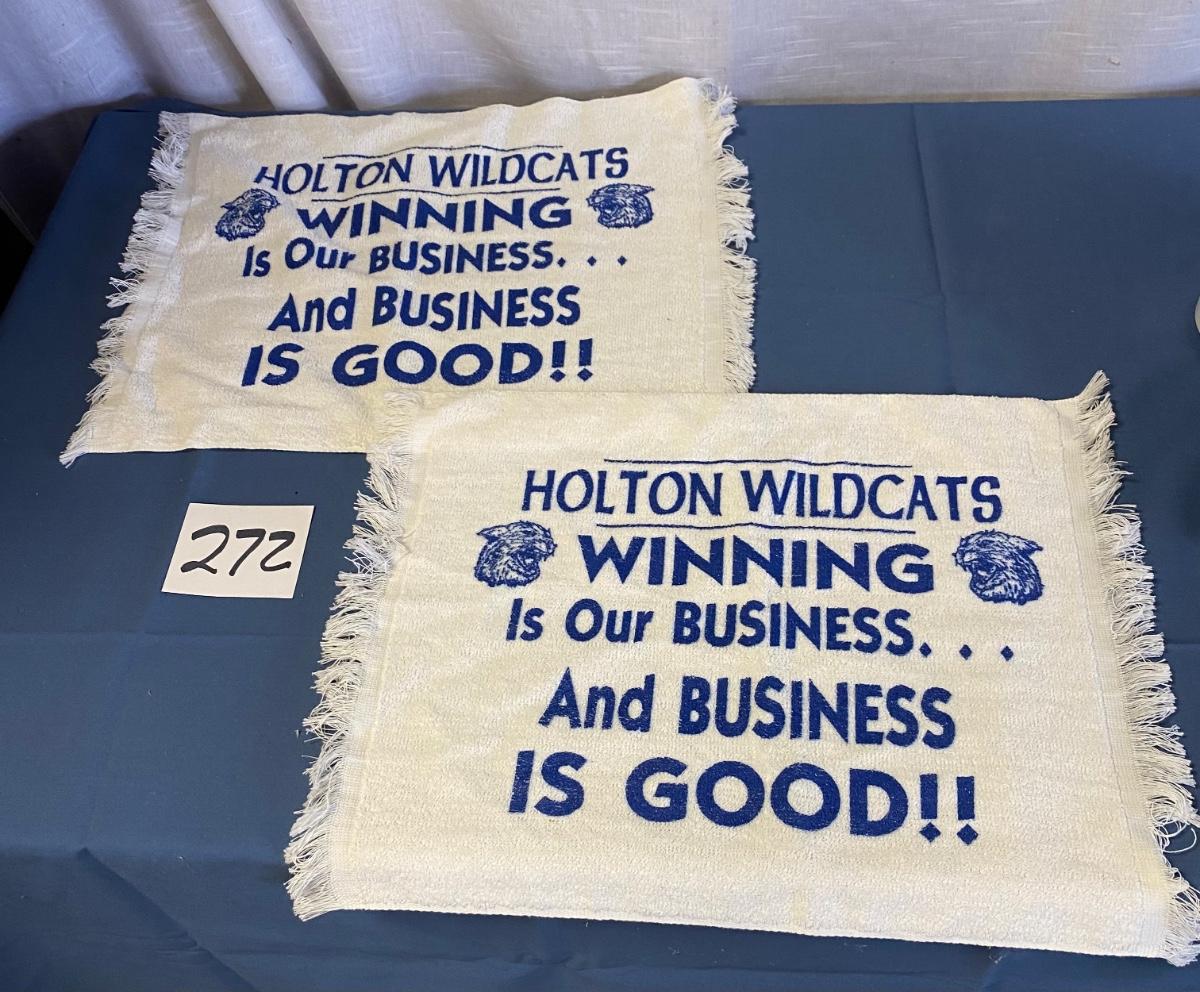 HOLTON WILDCATS
WINNING
Is Our BUSINESS. . .
And BUSINESS
IS GOOD!!
272
HOLTON WILDCATS
WINNING
Is Our BUSINESS. . .
And BUSINESS
IS GOOD!!